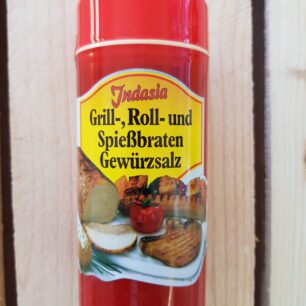 Indasia
Grill-, Roll- und
Spießbraten
Gewürzsalz